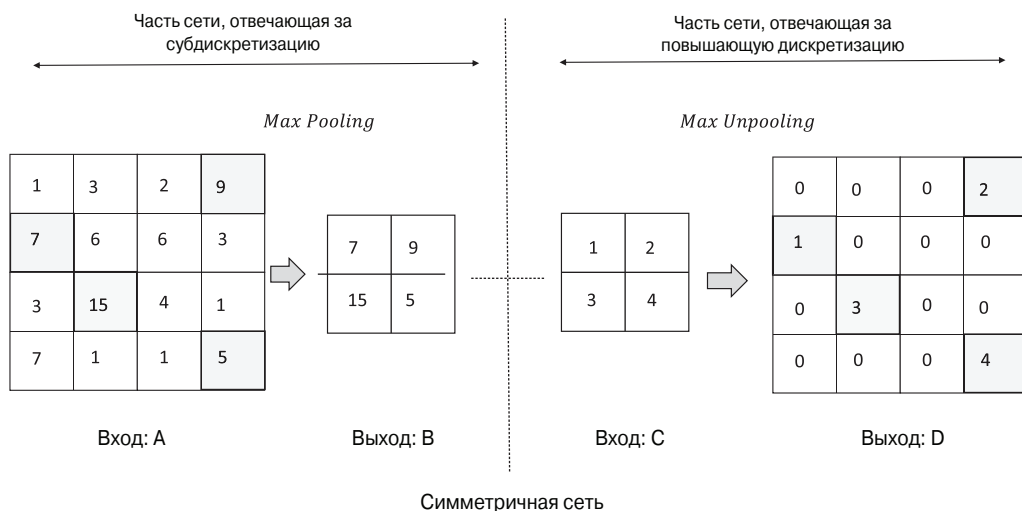 Часть сети, отвечающая за
субдискретизацию
Часть сети, отвечающая за
повышающую дискретизацию
Max Pooling
Max Unpooling
1 3 2 9
7 6 6 3
3 15 4 1
7 1 1 5
7 9
15 5
1 2
3 4
0 0 0 2
1 0 0 0
0 3 0 0
0 0 0 4
Вход: A
Выход: B
Вход: C
Выход: D
Симметричная сеть